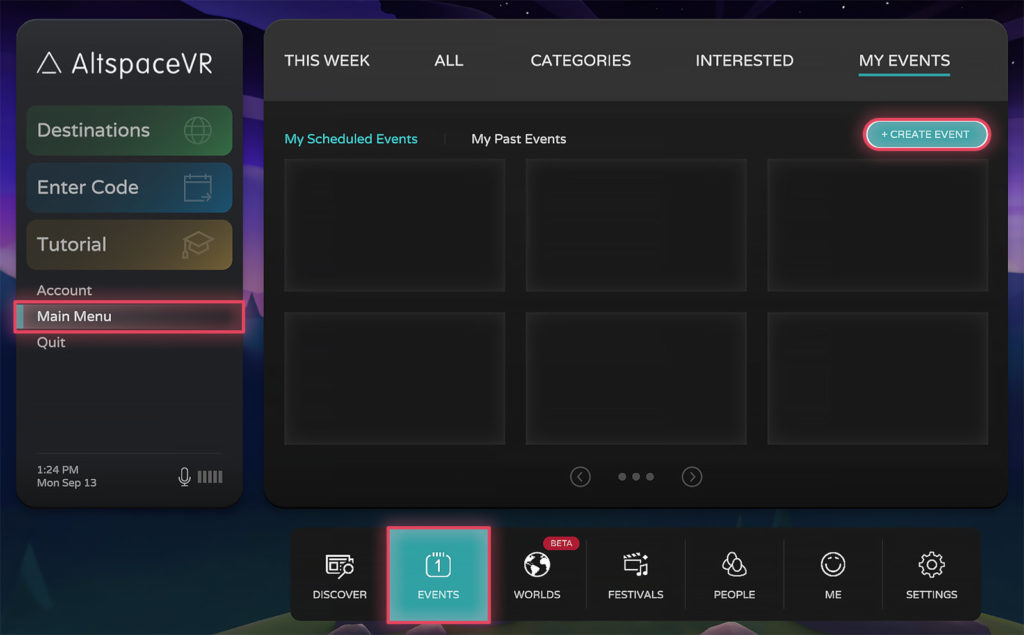 AltspaceVR
Destinations
Enter Code
Tutorial
Account
Main Menu
Quit
1:24 PM
Mon Sep 13
THIS WEEK ALL CATEGORIES INTERESTED MY EVENTS
My Scheduled Events My Past Events + CREATE EVENT
BETA
1
DISCOVER EVENTS WORLDS FESTIVALS PEOPLE ME SETTINGS